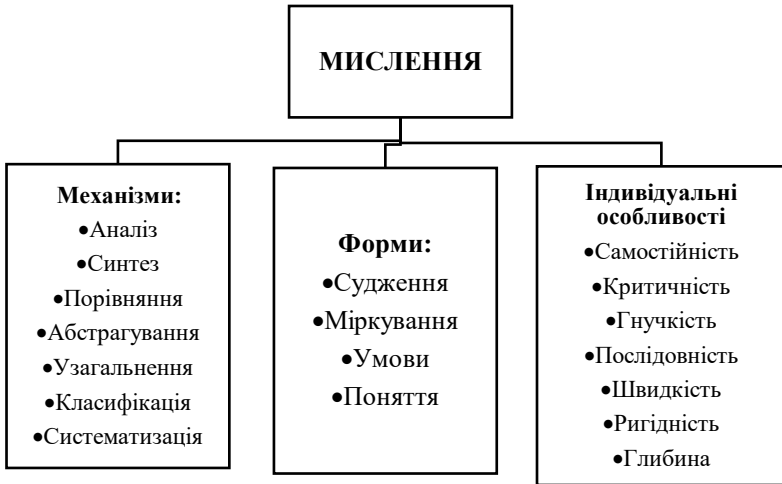 МИСЛЕННЯ
Механізми:
•Аналіз
•Синтез
•Порівняння
•Абстрагування
•Узагальнення
•Класифікація
•Систематизація
Форми:
•Судження
•Міркування
•Умови
•Поняття
Індивідуальні
особливості
•Самостійність
•Критичність
•Гнучкість
•Послідовність
•Швидкість
•Ригідність
•Глибина